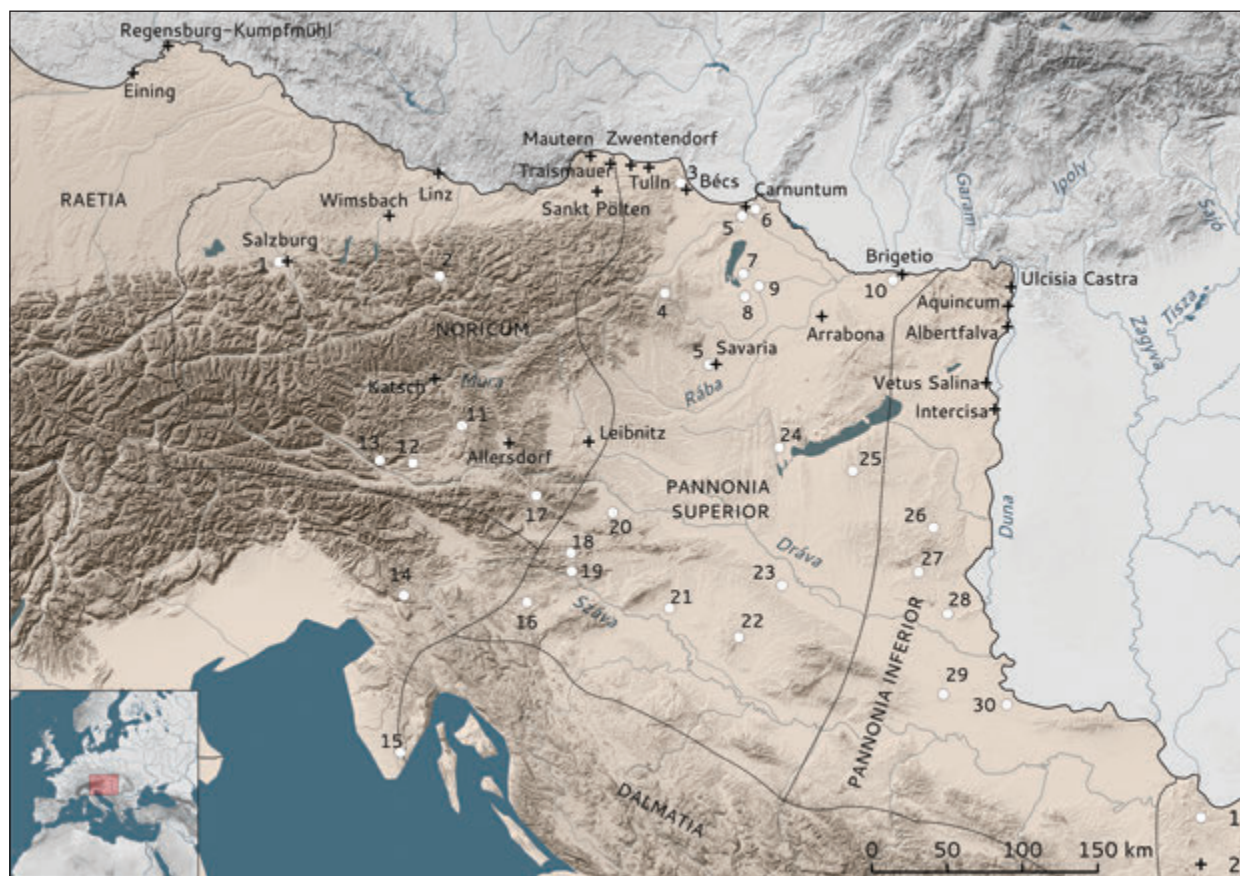 Regensburg-Kumpfmühl
Eining
Mautern Zwentendorf
Traismauer
Tulln
3
Bécs
Carnuntum
RAETIA
Linz
Wimsbach
Sankt Pölten
5
6
Garam
Ipoly
Sajó
Salzburg
1
2
7
Brigetio
Ulcisia Castra
4
9
8
10
Aquincum
Tisza
NORICUM
Arrabona
Albertfalva
Zagyva
5
Savaria
Katsch
Mura
Rába
Vetus Salina
Intercisa
11
Leibnitz
24
13
12
Allersdorf
25
PANNONIA
SUPERIOR
17
20
26
Duna
18
Dráva
27
19
14
23
28
16
Száva
21
22
PANNONIA INFERIOR
29
30
15
DALMATIA
1
0 50 100 150 km
2